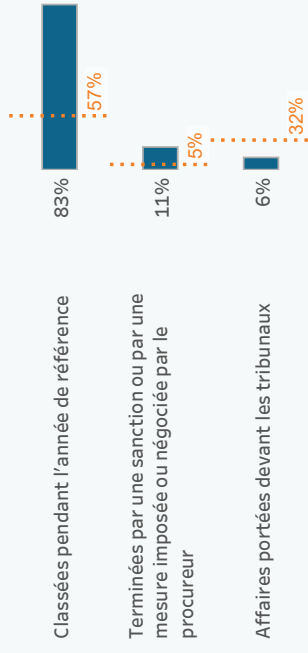 Classées pendant l'année de référence
83%
57%
Terminées par une sanction ou par une
mesure imposée ou négociée par le
procureur
11%
5%
Affaires portées devant les tribunaux
6%
32%